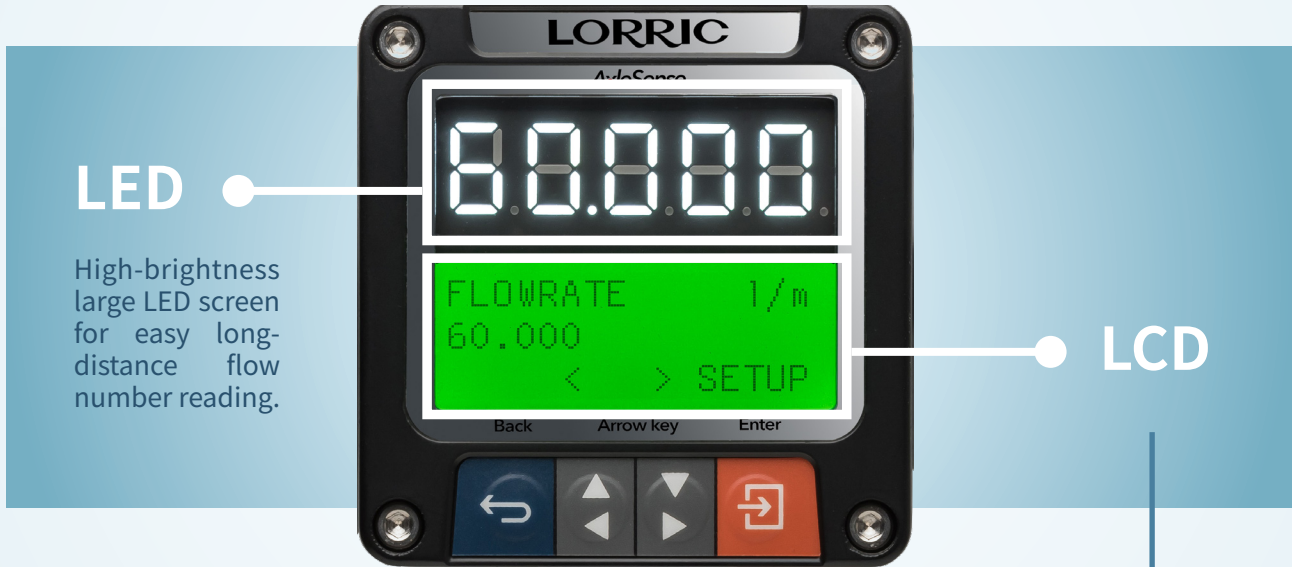 LORRIC
AxleSense
60.000
LED
High-brightness
large LED screen
for easy long-
distance flow
number reading.
FLOWRATE l/m
60.000
< > SETUP
LCD
Back Arrow key Enter